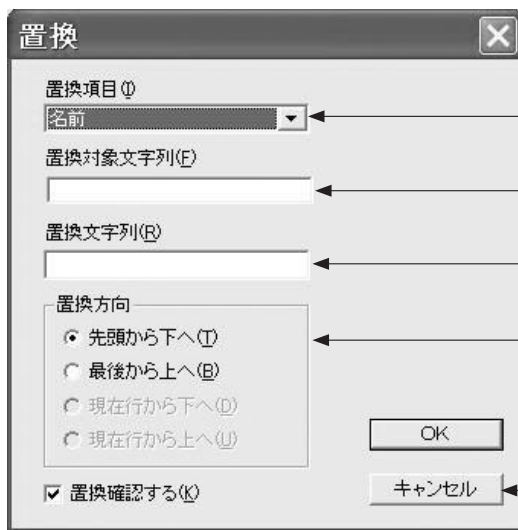 置換
置換項目(I)
名前
置換対象文字列(F)
置換文字列(R)
置換方向
先頭から下へ(T)
最後から上へ(B)
現在行から下へ(D)
現在行から上へ(U)
OK
置換確認する(K)
キャンセル